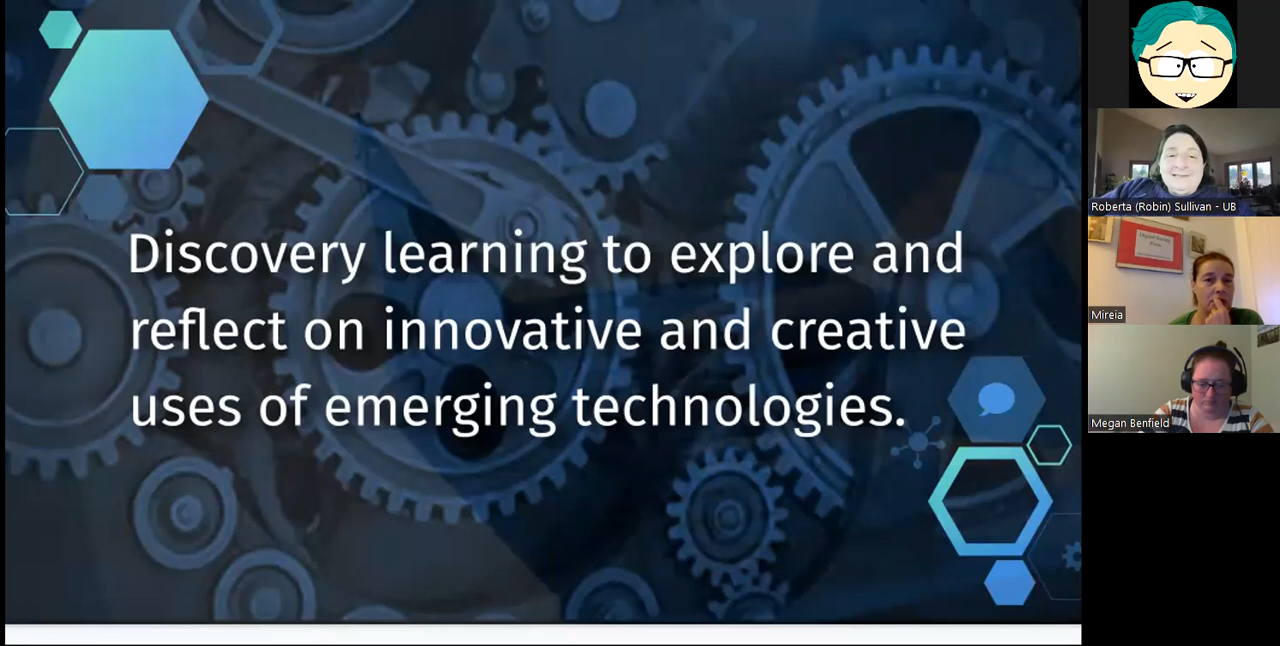 Discovery learning to explore and
reflect on innovative and creative
uses of emerging technologies.
Roberta (Robin) Sullivan - UB
Mireia
Megan Benfield